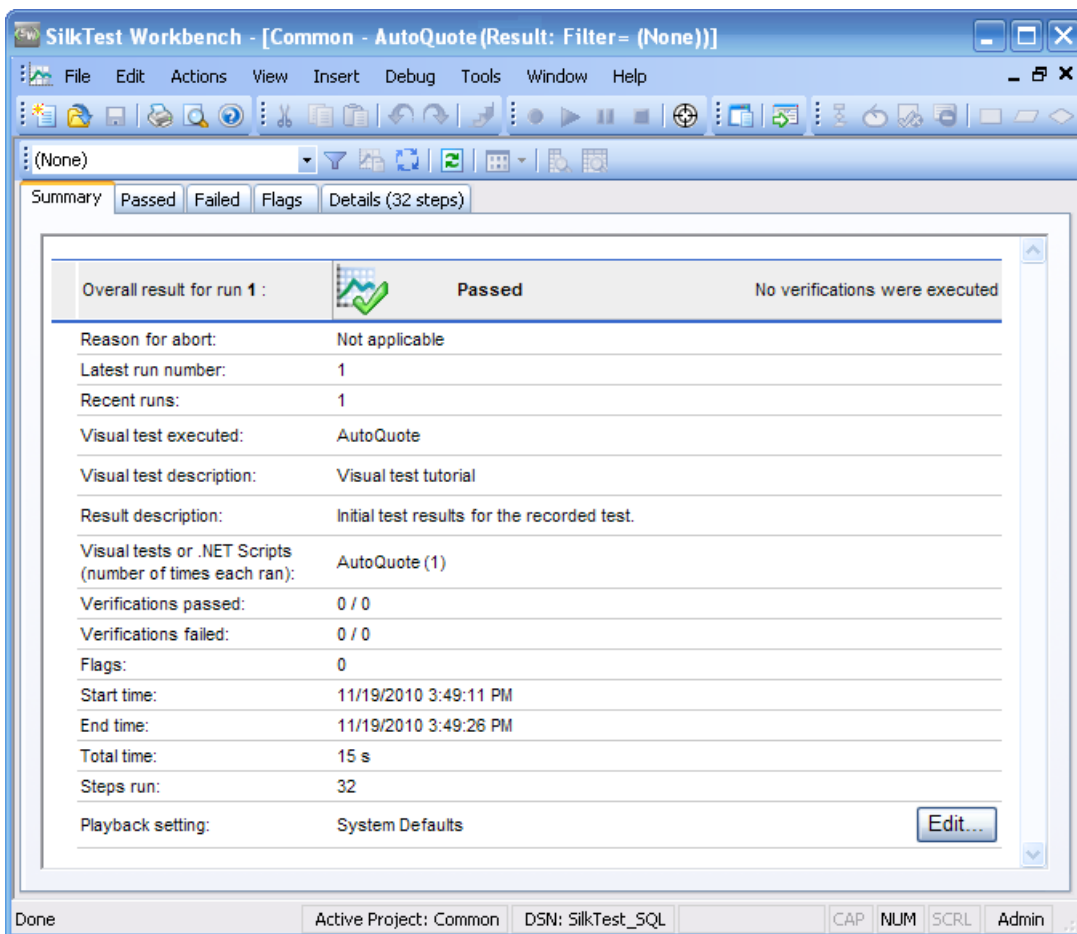 SilkTest Workbench - [Common - AutoQuote(Result: Filter= (None))]
File Edit Actions View Insert Debug Tools Window Help
(None)
Summary Passed Failed Flags Details (32 steps)
Overall result for run 1 : Passed No verifications were executed
Reason for abort: Not applicable
Latest run number: 1
Recent runs: 1
Visual test executed: AutoQuote
Visual test description: Visual test tutorial
Result description: Initial test results for the recorded test.
Visual tests or .NET Scripts
(number of times each ran): AutoQuote (1)
Verifications passed: 0 / 0
Verifications failed: 0 / 0
Flags: 0
Start time: 11/19/2010 3:49:11 PM
End time: 11/19/2010 3:49:26 PM
Total time: 15 s
Steps run: 32
Playback setting: System Defaults Edit...
Done Active Project: Common DSN: SilkTest_SQL CAP NUM SCRL Admin